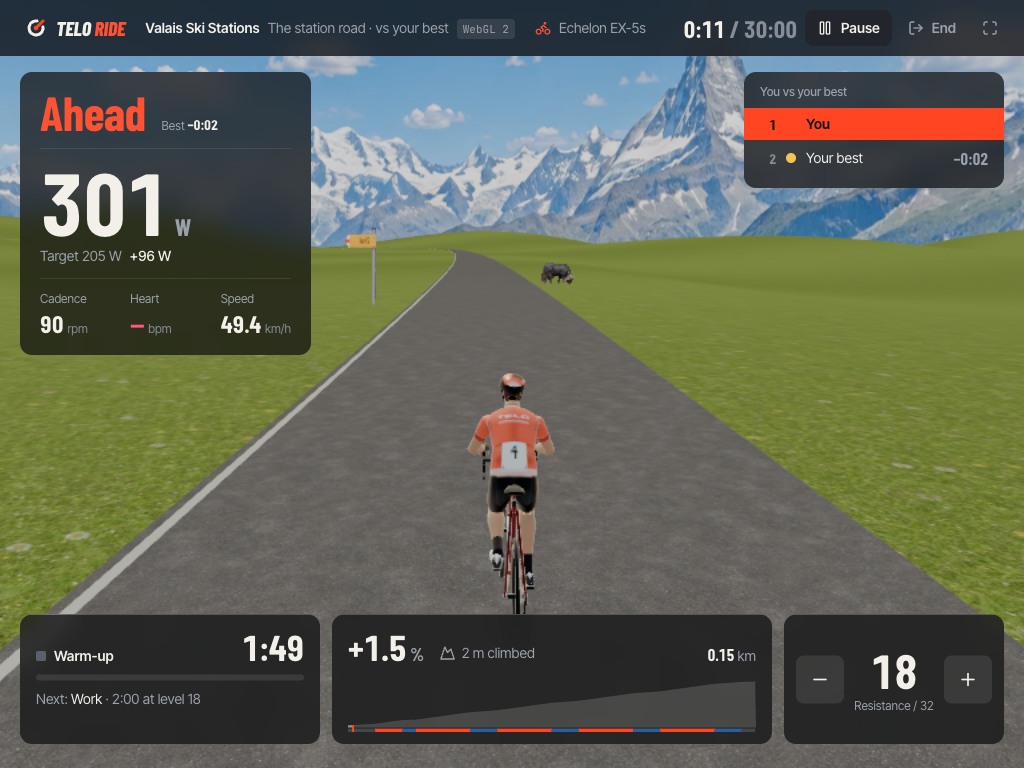 TELO RIDE
Valais Ski Stations The station road · vs your best WebGL 2
Echelon EX-5s
0:11 / 30:00
Pause
End
Ahead Best −0:02
301 W
Target 205 W +96 W
Cadence Heart Speed
90 rpm — bpm 49.4 km/h
You vs your best
1 You
2 Your best −0:02
TELO
4
Warm-up 1:49
Next: Work · 2:00 at level 18
+1.5 % 2 m climbed 0.15 km
− 18 +
Resistance / 32